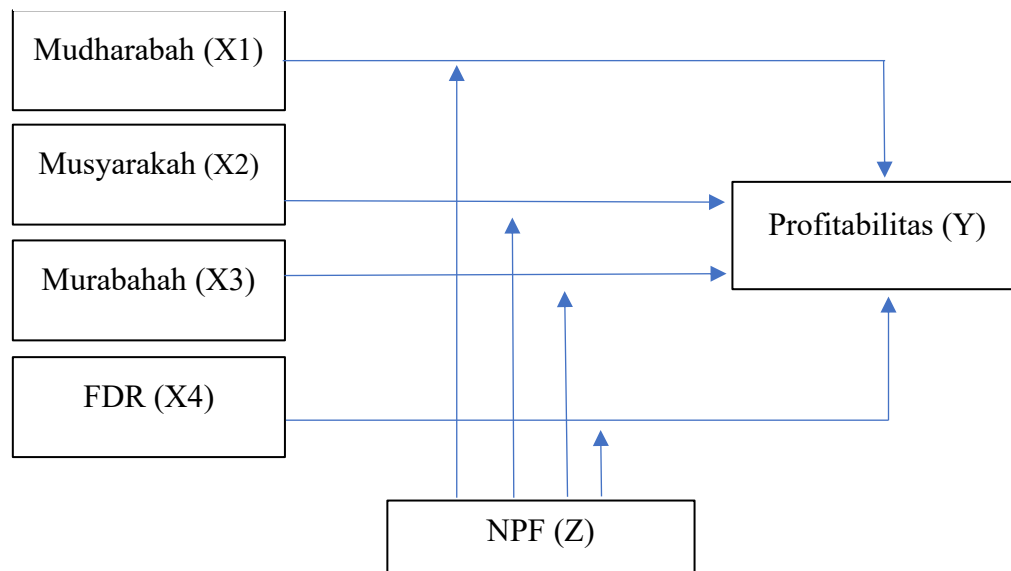 Mudharabah (X1)
Musyarakah (X2)
Profitabilitas (Y)
Murabahah (X3)
FDR (X4)
NPF (Z)